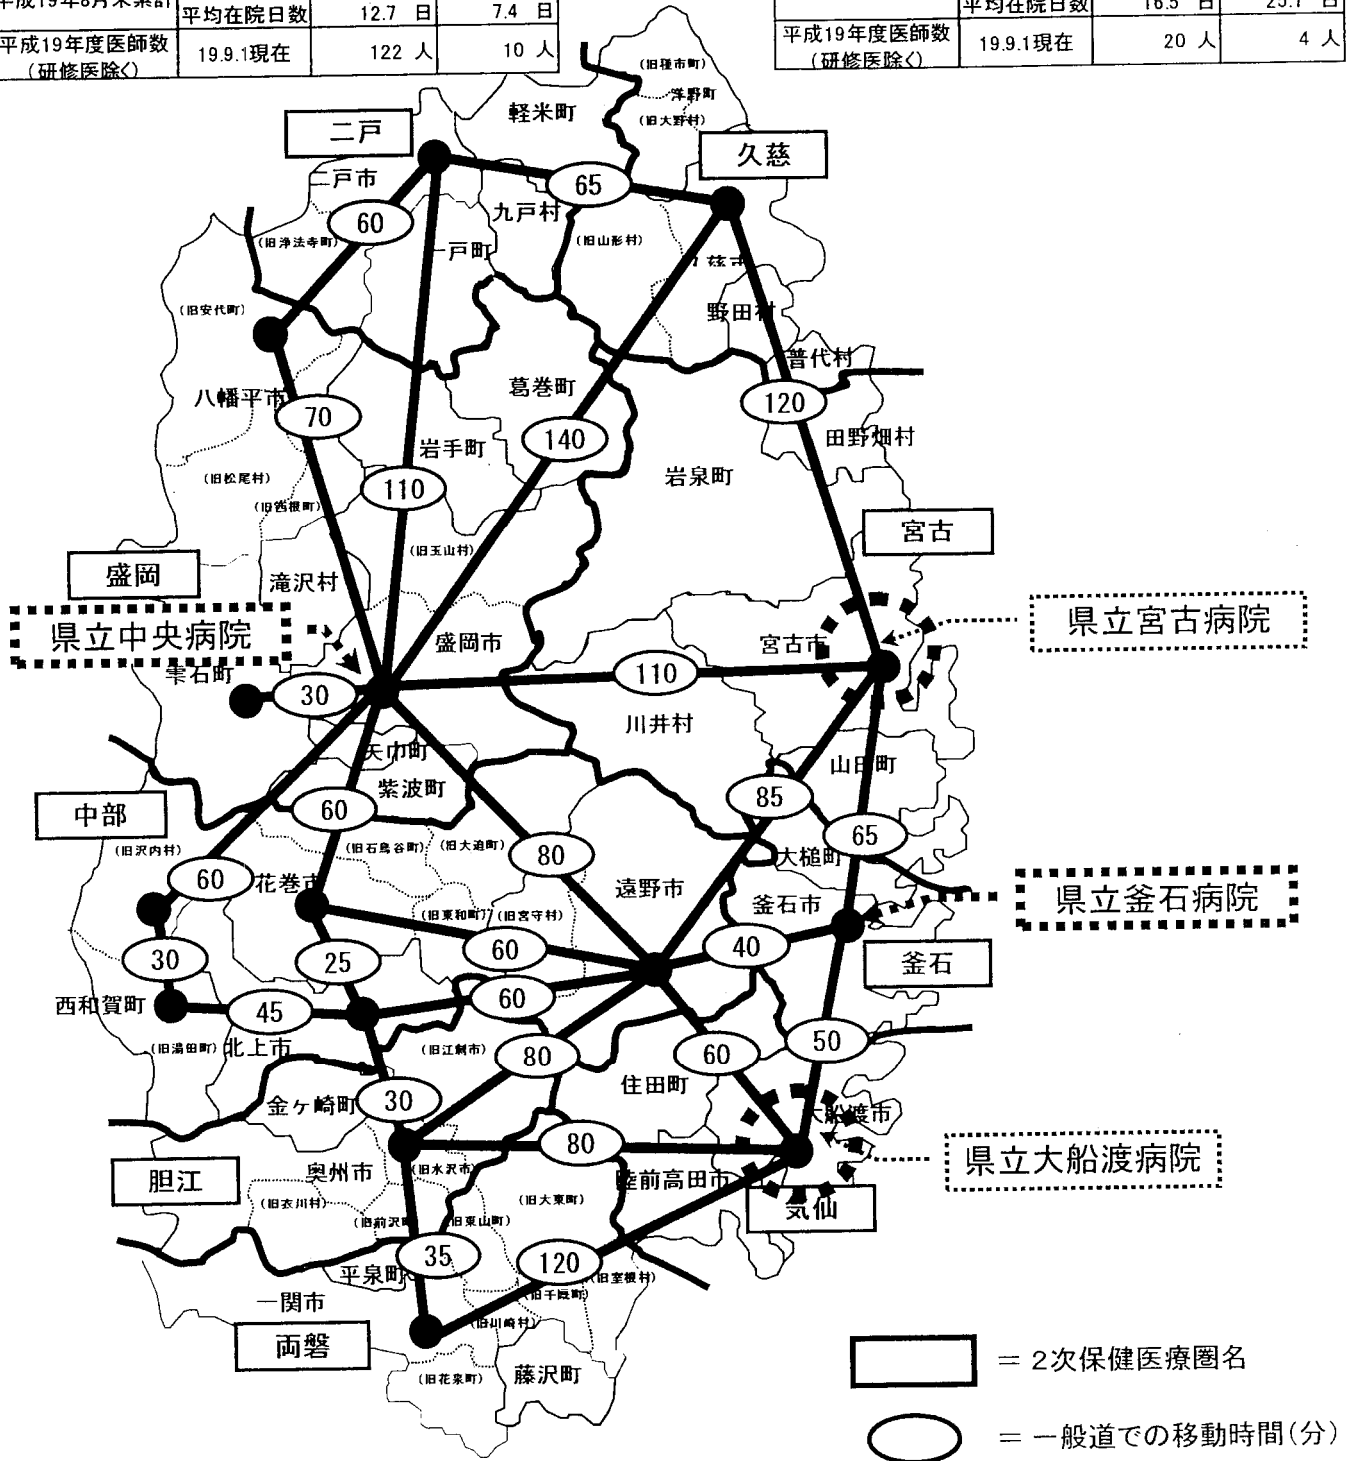 平成19年8月末累計
平均在院日数 12.7 日 7.4 日
平均在院日数 16.5 日
平成19年度医師数
(研修医除く)
19.9.1現在 122 人 10 人
平成19年度医師数
(研修医除く)
19.9.1現在 20 人 4 人
(旧種市町)
洋野町
(旧大野村)
軽米町
二戸
久慈
二戸市
65
九戸村
60
(旧浄法寺町)
一戸町
(旧山形村)
久慈市
(旧安代町)
野田村
普代村
八幡平市
70
葛巻町
120
140
田野畑村
岩手町
岩泉町
(旧松尾村)
110
(旧西根町)
宮古
(旧玉山村)
盛岡
滝沢村
県立中央病院
盛岡市
宮古市
県立宮古病院
雫石町
30
110
川井村
矢巾町
山田町
紫波町
中部
60
85
65
(旧沢内村)
(旧石鳥谷町)
(旧大迫町)
80
大槌町
60
花巻市
遠野市
県立釜石病院
(旧東和町)
(旧宮守村)
釜石市
60
40
30
25
釜石
西和賀町
45
60
(旧湯田町)
北上市
(旧江刺市)
80
60
50
住田町
金ヶ崎町
30
大船渡市
80
県立大船渡病院
胆江
奥州市
(旧水沢市)
陸前高田市
(旧衣川村)
(旧大東町)
気仙
(旧前沢町)
(旧東山町)
35
120
平泉町
(旧室根村)
一関市
(旧千厩町)
(旧川崎村)
両磐
藤沢町
(旧花泉町)
= 2次保健医療圏名
= 一般道での移動時間(分)